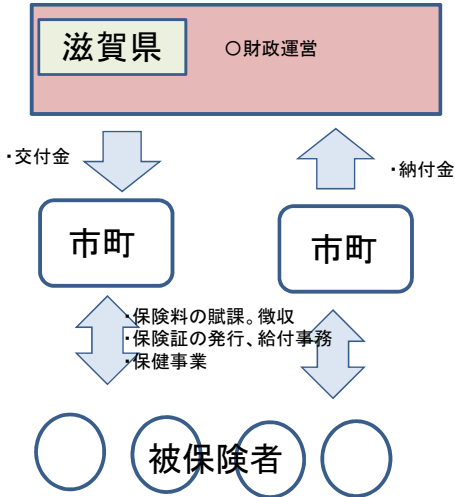 滋賀県
○財政運営
・交付金
・納付金
市町
市町
・保険料の賦課。徴収
・保険証の発行、給付事務
・保健事業
被保険者